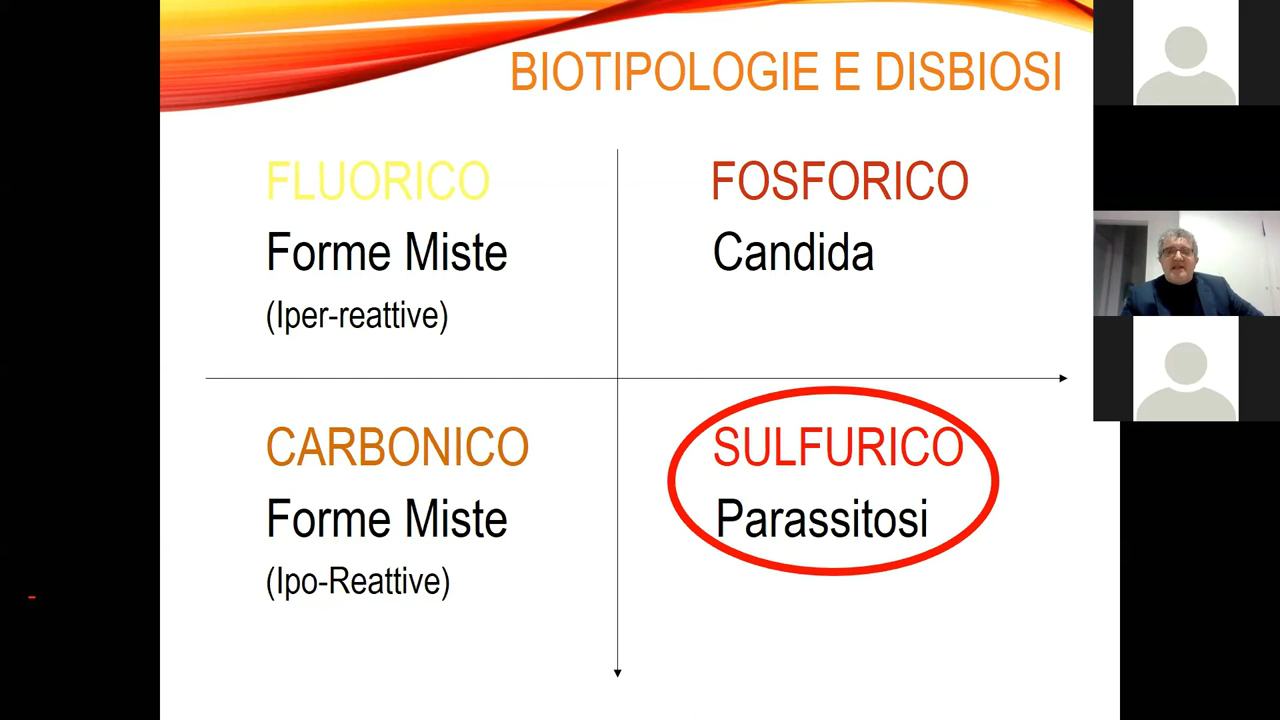 BIOTIPOLOGIE E DISBIOSI
FLUORICO
Forme Miste
(Iper-reattive)
FOSFORICO
Candida
CARBONICO
Forme Miste
(Ipo-Reattive)
SULFURICO
Parassitosi